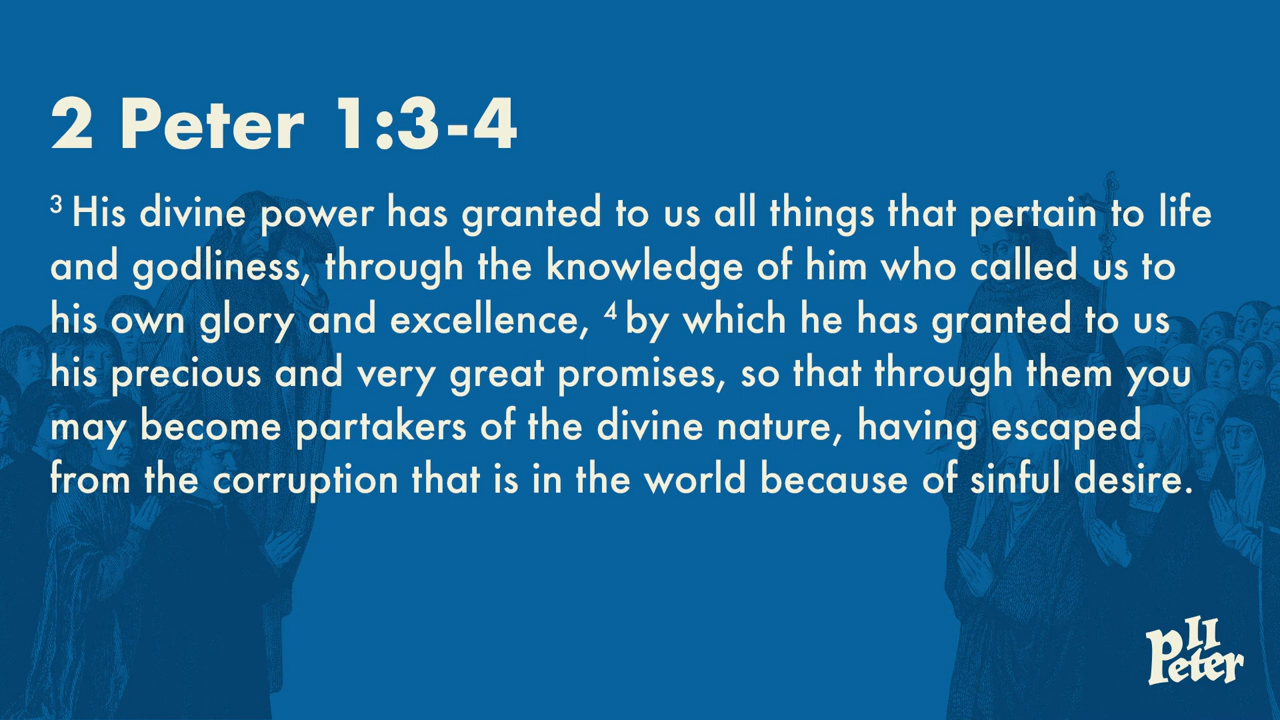 2 Peter 1:3-4
3 His divine power has granted to us all things that pertain to life
and godliness, through the knowledge of him who called us to
his own glory and excellence, 4 by which he has granted to us
his precious and very great promises, so that through them you
may become partakers of the divine nature, having escaped
from the corruption that is in the world because of sinful desire.
II
Peter